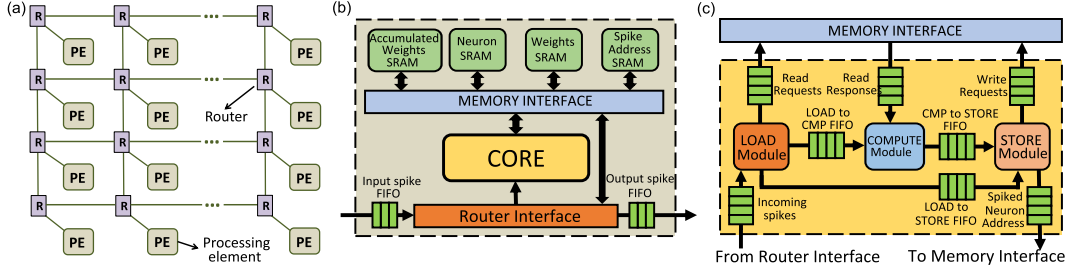 (a)
R
R
...
R
PE
PE
PE
R
R
...
R
PE
PE
Router
PE
R
R
...
R
PE
PE
PE
R
R
...
R
PE
PE
PE
Processing
element
(b)
Accumulated
Weights
SRAM
Neuron
SRAM
Weights
SRAM
Spike
Address
SRAM
MEMORY INTERFACE
CORE
Input spike
FIFO
Output spike
FIFO
Router Interface
(c)
MEMORY INTERFACE
Read
Requests
Read
Responses
Write
Requests
LOAD to
CMP FIFO
CMP to STORE
FIFO
LOAD
Module
COMPUTE
Module
STORE
Module
Incoming
spikes
LOAD to
STORE FIFO
Spiked
Neuron
Address
From Router Interface
To Memory Interface